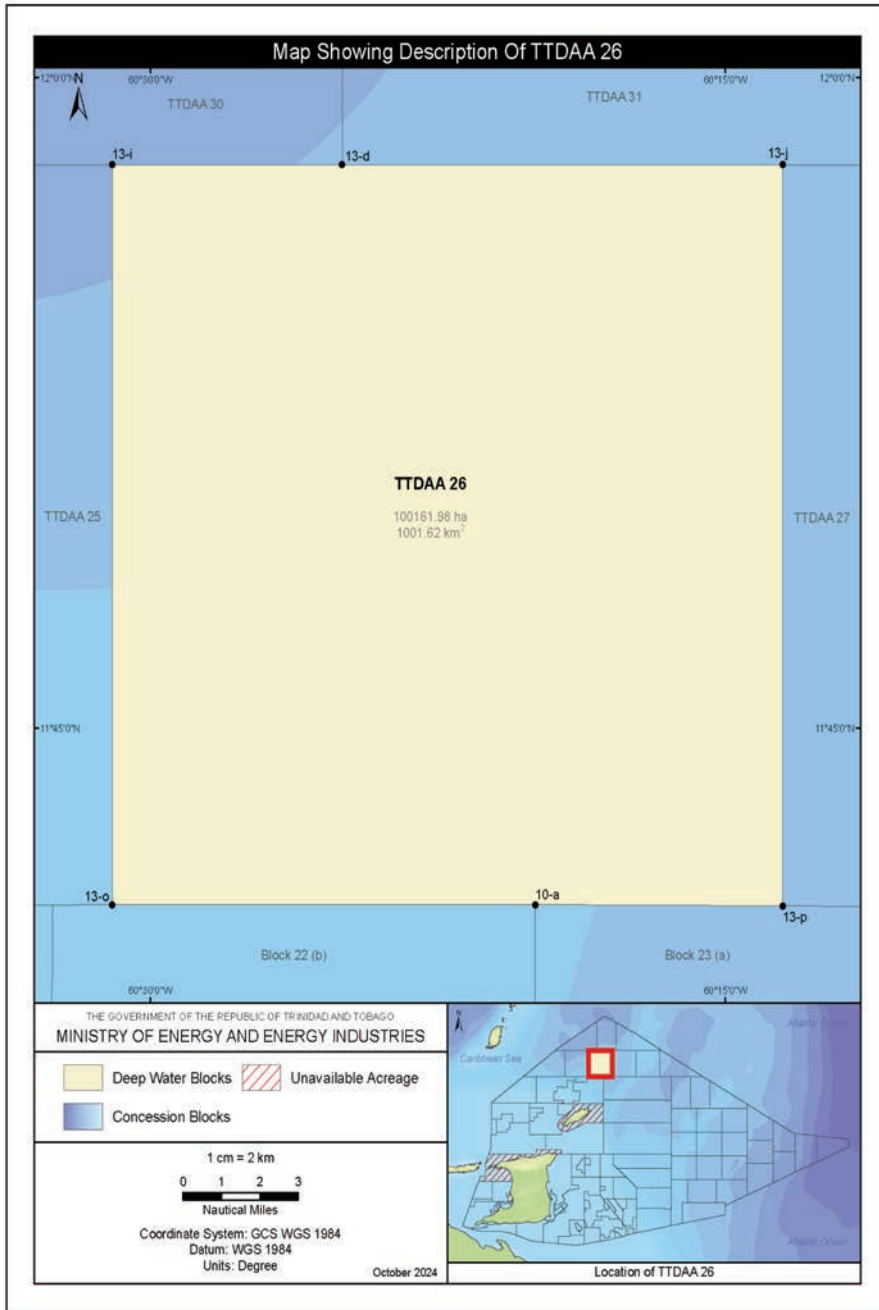 Map Showing Description Of TTDAA 26
12°0'0"N
N
60°30'0"W
60°15'0"W
12°0'0"N
TTDAA 30
TTDAA 31
13-i
13-d
13-j
TTDAA 26
100161.98 ha
1001.62 km²
TTDAA 25
TTDAA 27
11°45'0"N
11°45'0"N
13-o
10-a
13-p
Block 22 (b)
Block 23 (a)
60°30'0"W
60°15'0"W
THE GOVERNMENT OF THE REPUBLIC OF TRINIDAD AND TOBAGO
MINISTRY OF ENERGY AND ENERGY INDUSTRIES
Deep Water Blocks
Unavailable Acreage
Concession Blocks
1 cm = 2 km
0 1 2 3
Nautical Miles
Coordinate System: GCS WGS 1984
Datum: WGS 1984
Units: Degree
October 2024
N
Atlantic Ocean
Caribbean Sea
Atlantic Ocean
Location of TTDAA 26